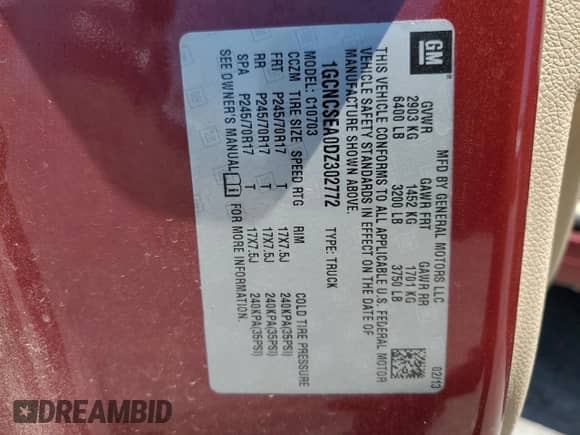 GM
MFD BY GENERAL MOTORS LLC
02/13
GVWR GAWR FRT GAWR RR
2903 KG 1452 KG 1701 KG
6400 LB 3200 LB 3750 LB
THIS VEHICLE CONFORMS TO ALL APPLICABLE U.S. FEDERAL MOTOR
VEHICLE SAFETY STANDARDS IN EFFECT ON THE DATE OF
MANUFACTURE SHOWN ABOVE.
1GCNCSEA0DZ302772 TYPE: TRUCK
MODEL: C10703
CCZM TIRE SIZE SPEED RTG RIM COLD TIRE PRESSURE
FRT P245/70R17 T 17X7.5J 240KPA(35PSI)
RR P245/70R17 T 17X7.5J 240KPA(35PSI)
SPA P245/70R17 T 17X7.5J 240KPA(35PSI)
SEE OWNER'S MANUAL FOR MORE INFORMATION.
DREAMBID